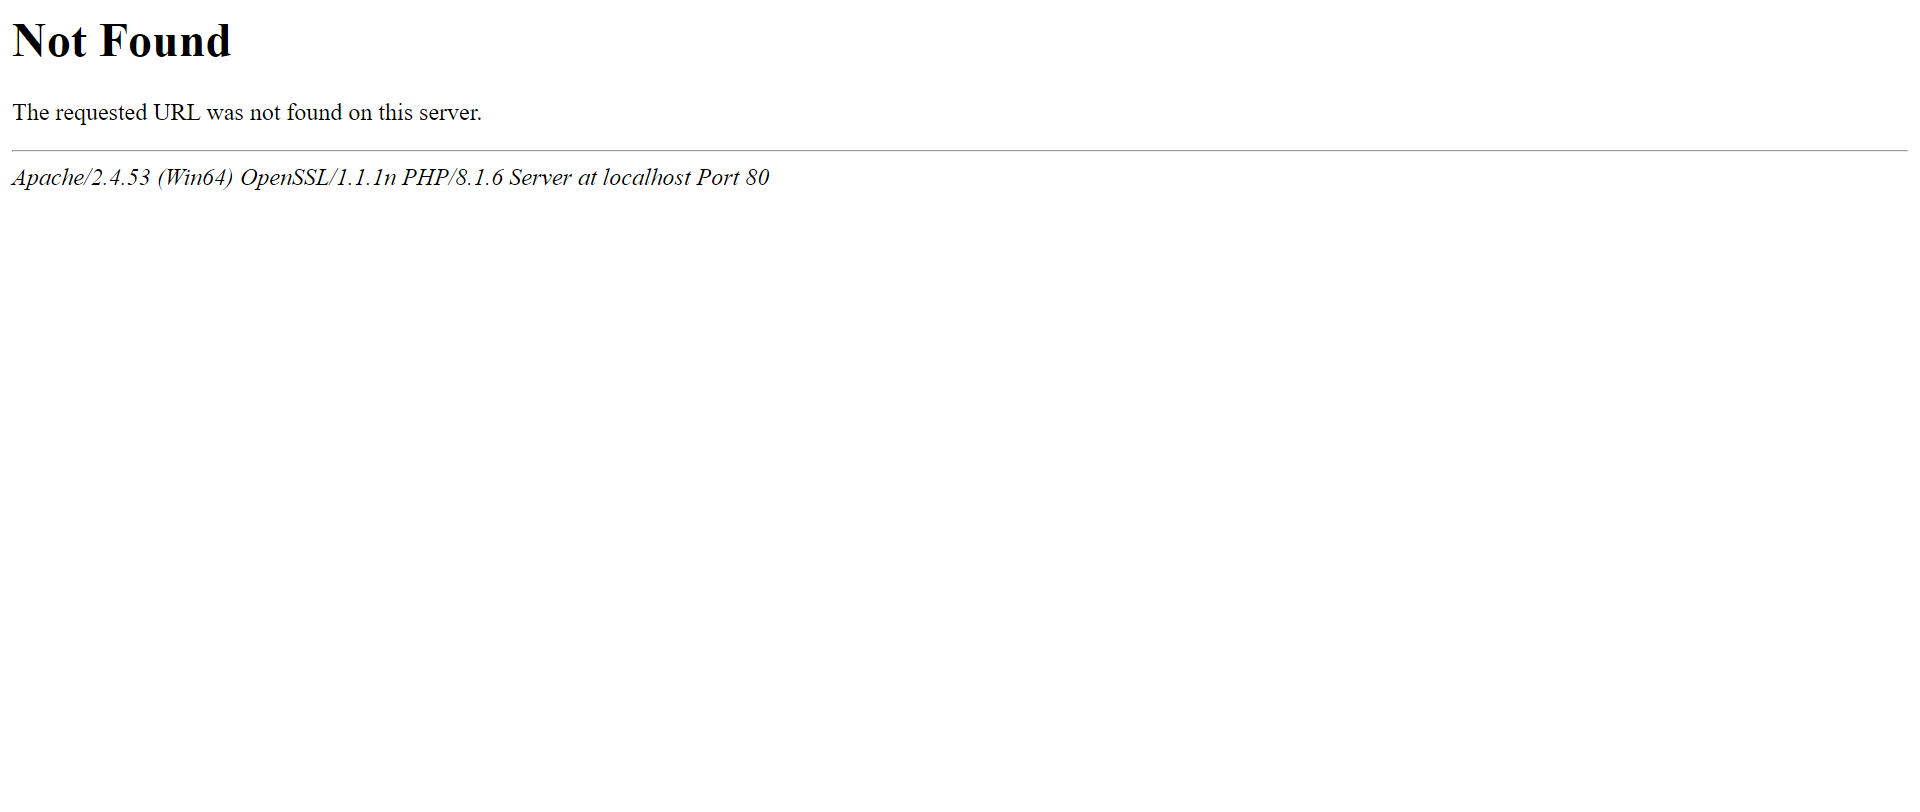 Not Found
The requested URL was not found on this server.
Apache/2.4.53 (Win64) OpenSSL/1.1.1n PHP/8.1.6 Server at localhost Port 80